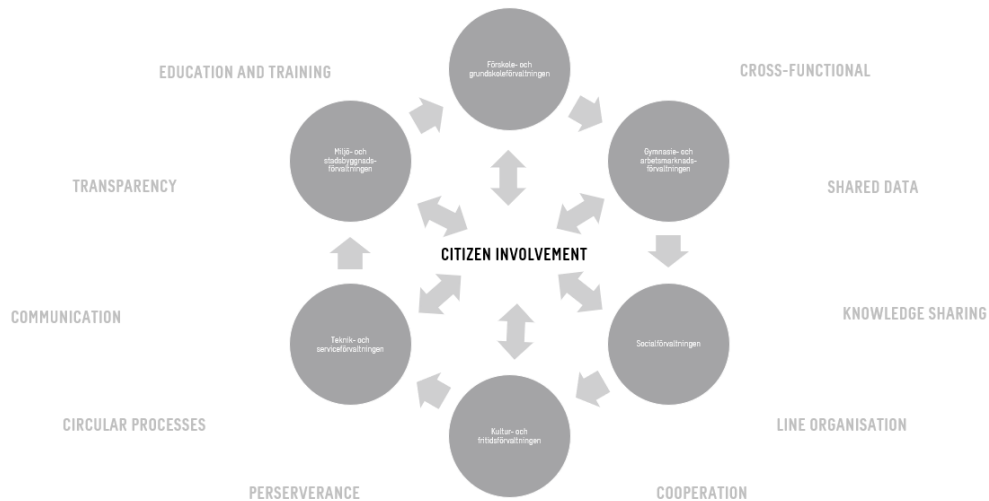 Förskole- och
grundskoleförvaltningen
EDUCATION AND TRAINING
CROSS-FUNCTIONAL
Miljö- och
stadsbyggnads-
förvaltningen
Gymnasie- och
arbetsmarknads-
förvaltningen
TRANSPARENCY
SHARED DATA
CITIZEN INVOLVEMENT
COMMUNICATION
KNOWLEDGE SHARING
Teknik- och
serviceförvaltningen
Socialförvaltningen
CIRCULAR PROCESSES
LINE ORGANISATION
Kultur- och
fritidsförvaltningen
PERSERVERANCE
COOPERATION